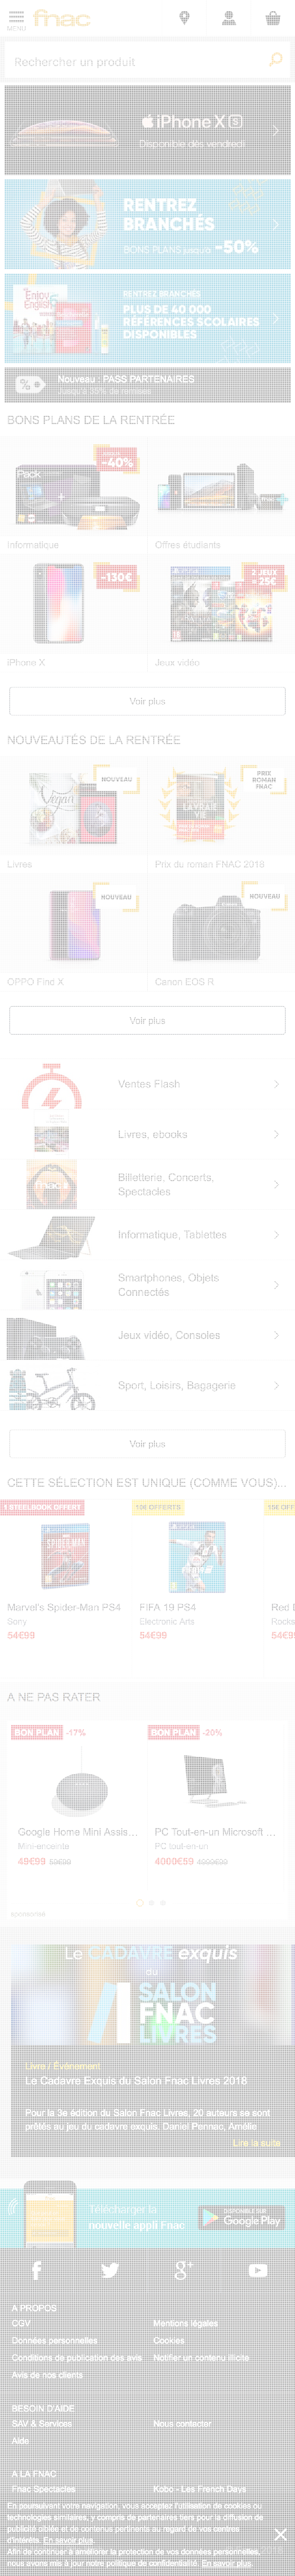 fnac
MENU
Rechercher un produit
iPhone XS
Disponible dès vendredi
RENTREZ
BRANCHÉS
BONS PLANS jusqu'à -50%
Enjoy
English
RENTREZ BRANCHÉS
PLUS DE 40 000
RÉFÉRENCES SCOLAIRES
DISPONIBLES
Nouveau : PASS PARTENAIRES
BONS PLANS DE LA RENTRÉE
Pack
-40%
Informatique
Offres étudiants
-130€
2 JEUX
=25€
iPhone X
Jeux vidéo
Voir plus
NOUVEAUTÉS DE LA RENTRÉE
NOUVEAU
Vegan
PRIX
ROMAN
FNAC
LA VRAIE
VIE
Livres
Prix du roman FNAC 2018
NOUVEAU
NOUVEAU
OPPO Find X
Canon EOS R
Voir plus
Ventes Flash
Livres, ebooks
Billetterie. Concerts,
Spectacles
Informatique, Tablettes
Smartphones, Objets
Connectés
Jeux vidéo, Consoles
Sport, Loisirs, Bagagerie
Voir plus
CETTE SÉLECTION EST UNIQUE (COMME VOUS)...
1 STEELBOOK OFFERT
10€ OFFERTS
15€ OFF
SPIDER-MAN
Marvel's Spider-Man PS4
FIFA 19 PS4
Red
Sony
Electronic Arts
Rocks
54€99
54€99
54€9
A NE PAS RATER
BON PLAN -17%
BON PLAN -20%
Google Home Mini Assis...
PC Tout-en-un Microsoft ...
Mini-enceinte
PC tout-en-un
49€99 59€99
4000€59 4999€99
sponsorisé
Le CADAVRE exquis
du
SALON
FNAC
LIVRES
Livre / Événement
Le Cadavre Exquis du Salon Fnac Livres 2018
Pour la 3e édition du Salon Fnac Livres, 20 auteurs se sont
prêtés au jeu du cadavre exquis. Daniel Pennac, Amélie
Lire la suite
Télécharger la
nouvelle appli Fnac
DISPONIBLE SUR
Google Play
A PROPOS
CGV
Mentions légales
Données personnelles
Cookies
Conditions de publication des avis
Notifier un contenu illicite
Avis de nos clients
BESOIN D'AIDE
SAV & Services
Nous contacter
Aide
A LA FNAC
Fnac Spectacles
Kobo - Les French Days
En poursuivant votre navigation, vous acceptez l'utilisation de cookies ou
technologies similaires, y compris de partenaires tiers pour la diffusion de
publicité ciblée et de contenus pertinents au regard de vos centres
d'intérêts. En savoir plus.
Afin de continuer à améliorer la protection de vos données personnelles,
nous avons mis à jour notre politique de confidentialité. En savoir plus.